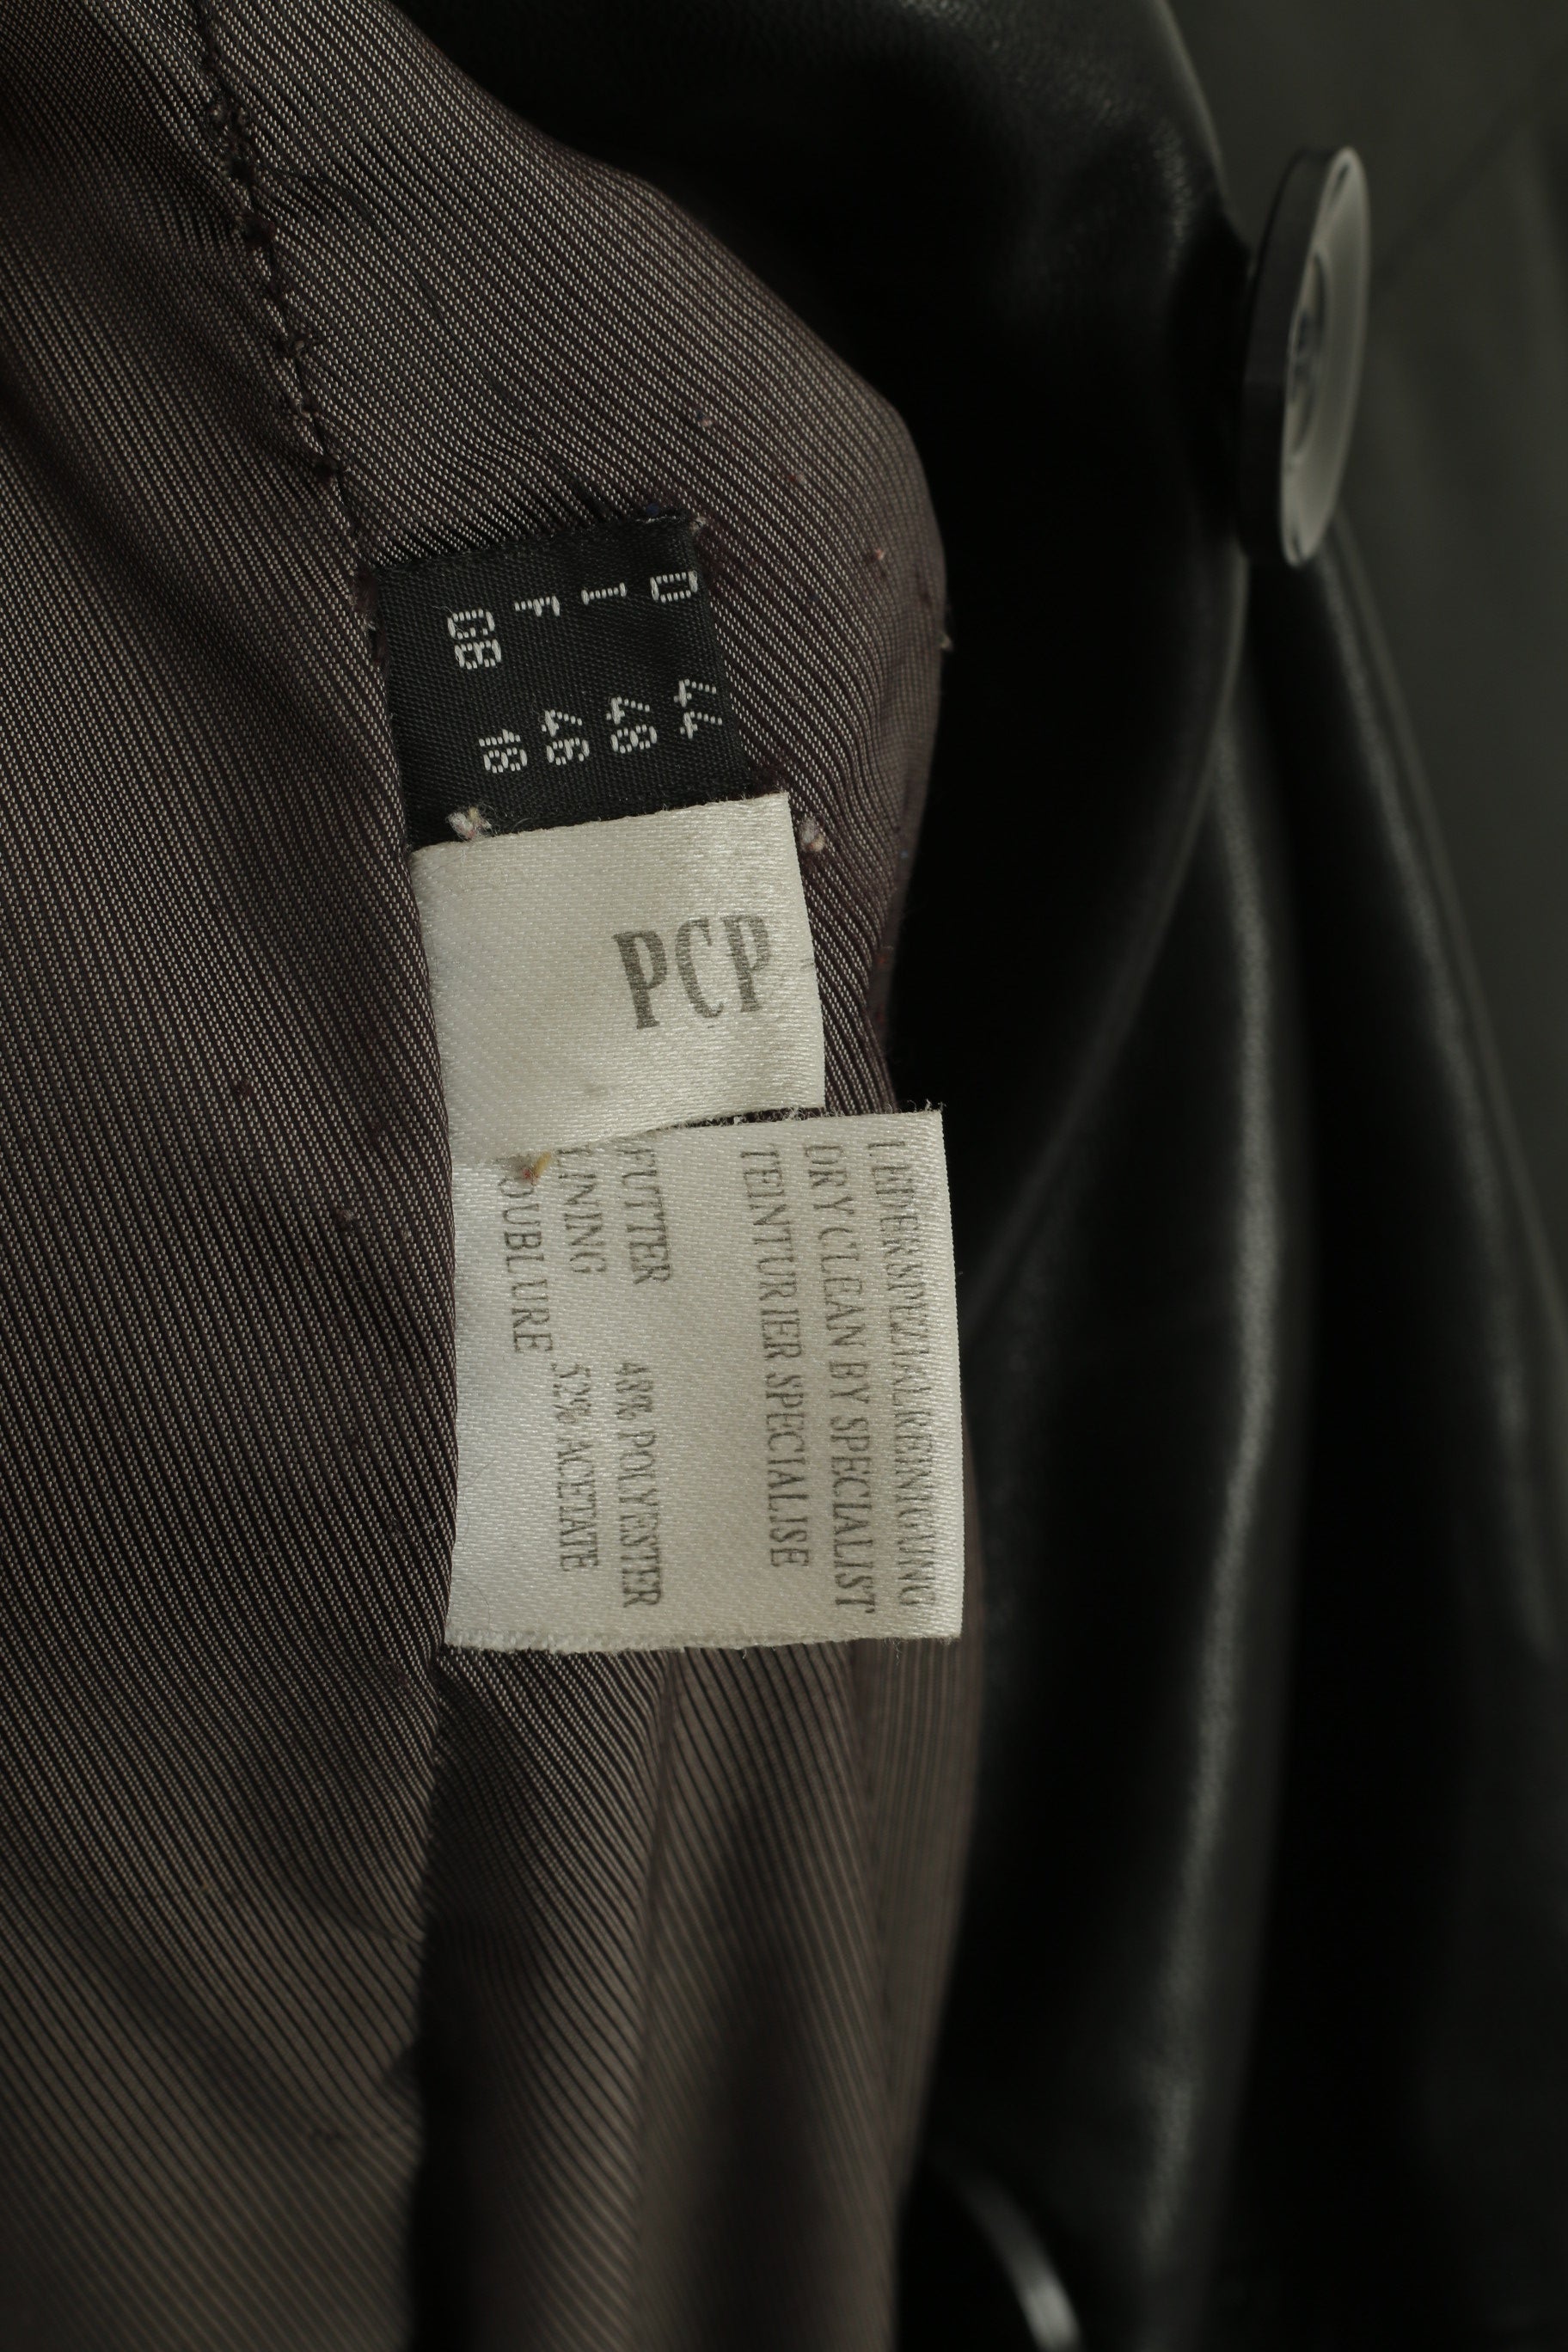 D 44
I 48
F 46
GB 18
PCP
LEDERSPEZIALREINIGUNG
DRY CLEAN BY SPECIALIST
TEINTURIER SPECIALISE
FUTTER 48% POLYESTER
LINING 52% ACETATE
DOUBLURE